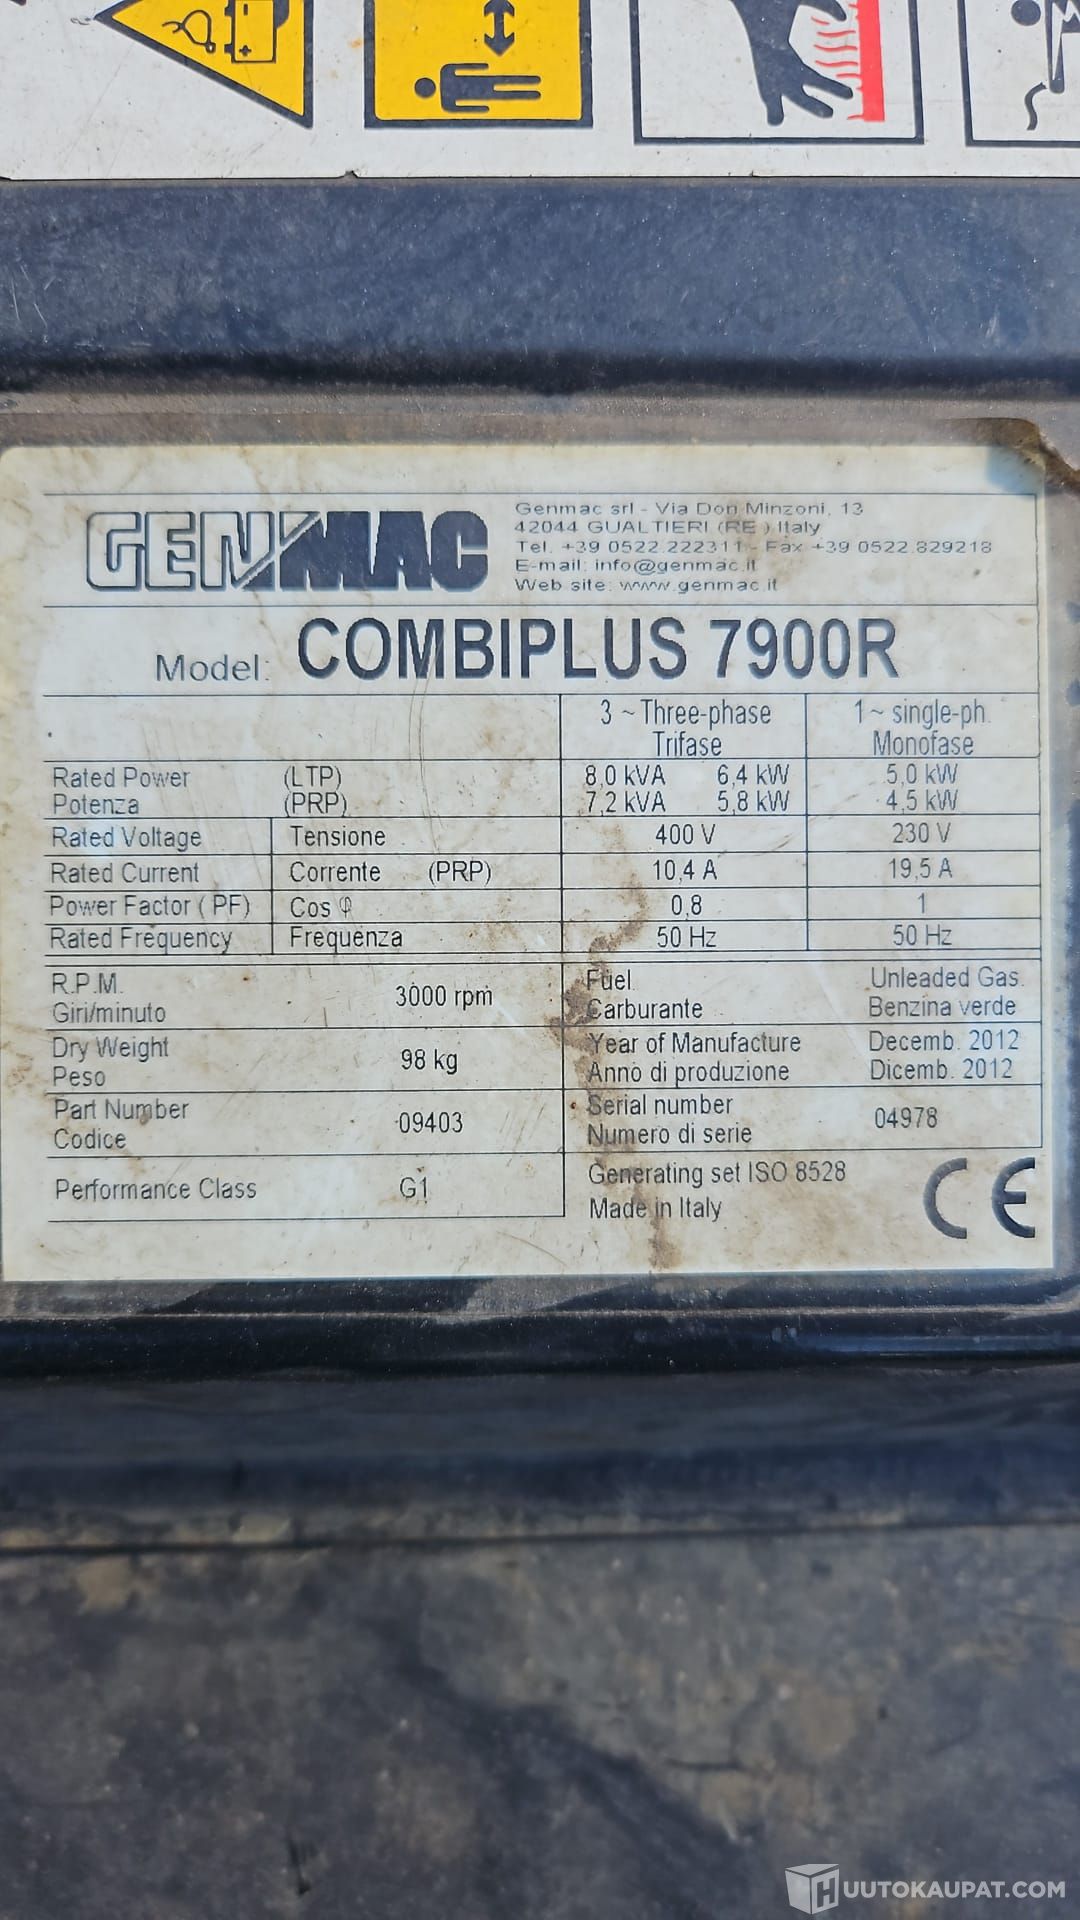 GENMAC
Genmac srl - Via Don Minzoni, 13
42044 GUALTIERI (RE) Italy
Tel. +39 0522.222311 - Fax +39 0522.829218
E-mail: info@genmac.it
Web site: www.genmac.it
Model: COMBIPLUS 7900R
3 ~ Three-phase 1 ~ single-ph.
Trifase Monofase
Rated Power (LTP) 8,0 kVA 6,4 kW 5,0 kW
Potenza (PRP) 7,2 kVA 5,8 kW 4,5 kW
Rated Voltage Tensione 400 V 230 V
Rated Current Corrente (PRP) 10,4 A 19,5 A
Power Factor ( PF) Cos φ 0,8 1
Rated Frequency Frequenza 50 Hz 50 Hz
R.P.M.
Giri/minuto 3000 rpm
Fuel Unleaded Gas.
Carburante Benzina verde
Dry Weight
Peso 98 kg
Year of Manufacture Decemb. 2012
Anno di produzione Dicemb. 2012
Part Number
Codice 09403
Serial number
Numero di serie 04978
Performance Class G1
Generating set ISO 8528
Made in Italy
CE
HUUTOKAUPAT.COM